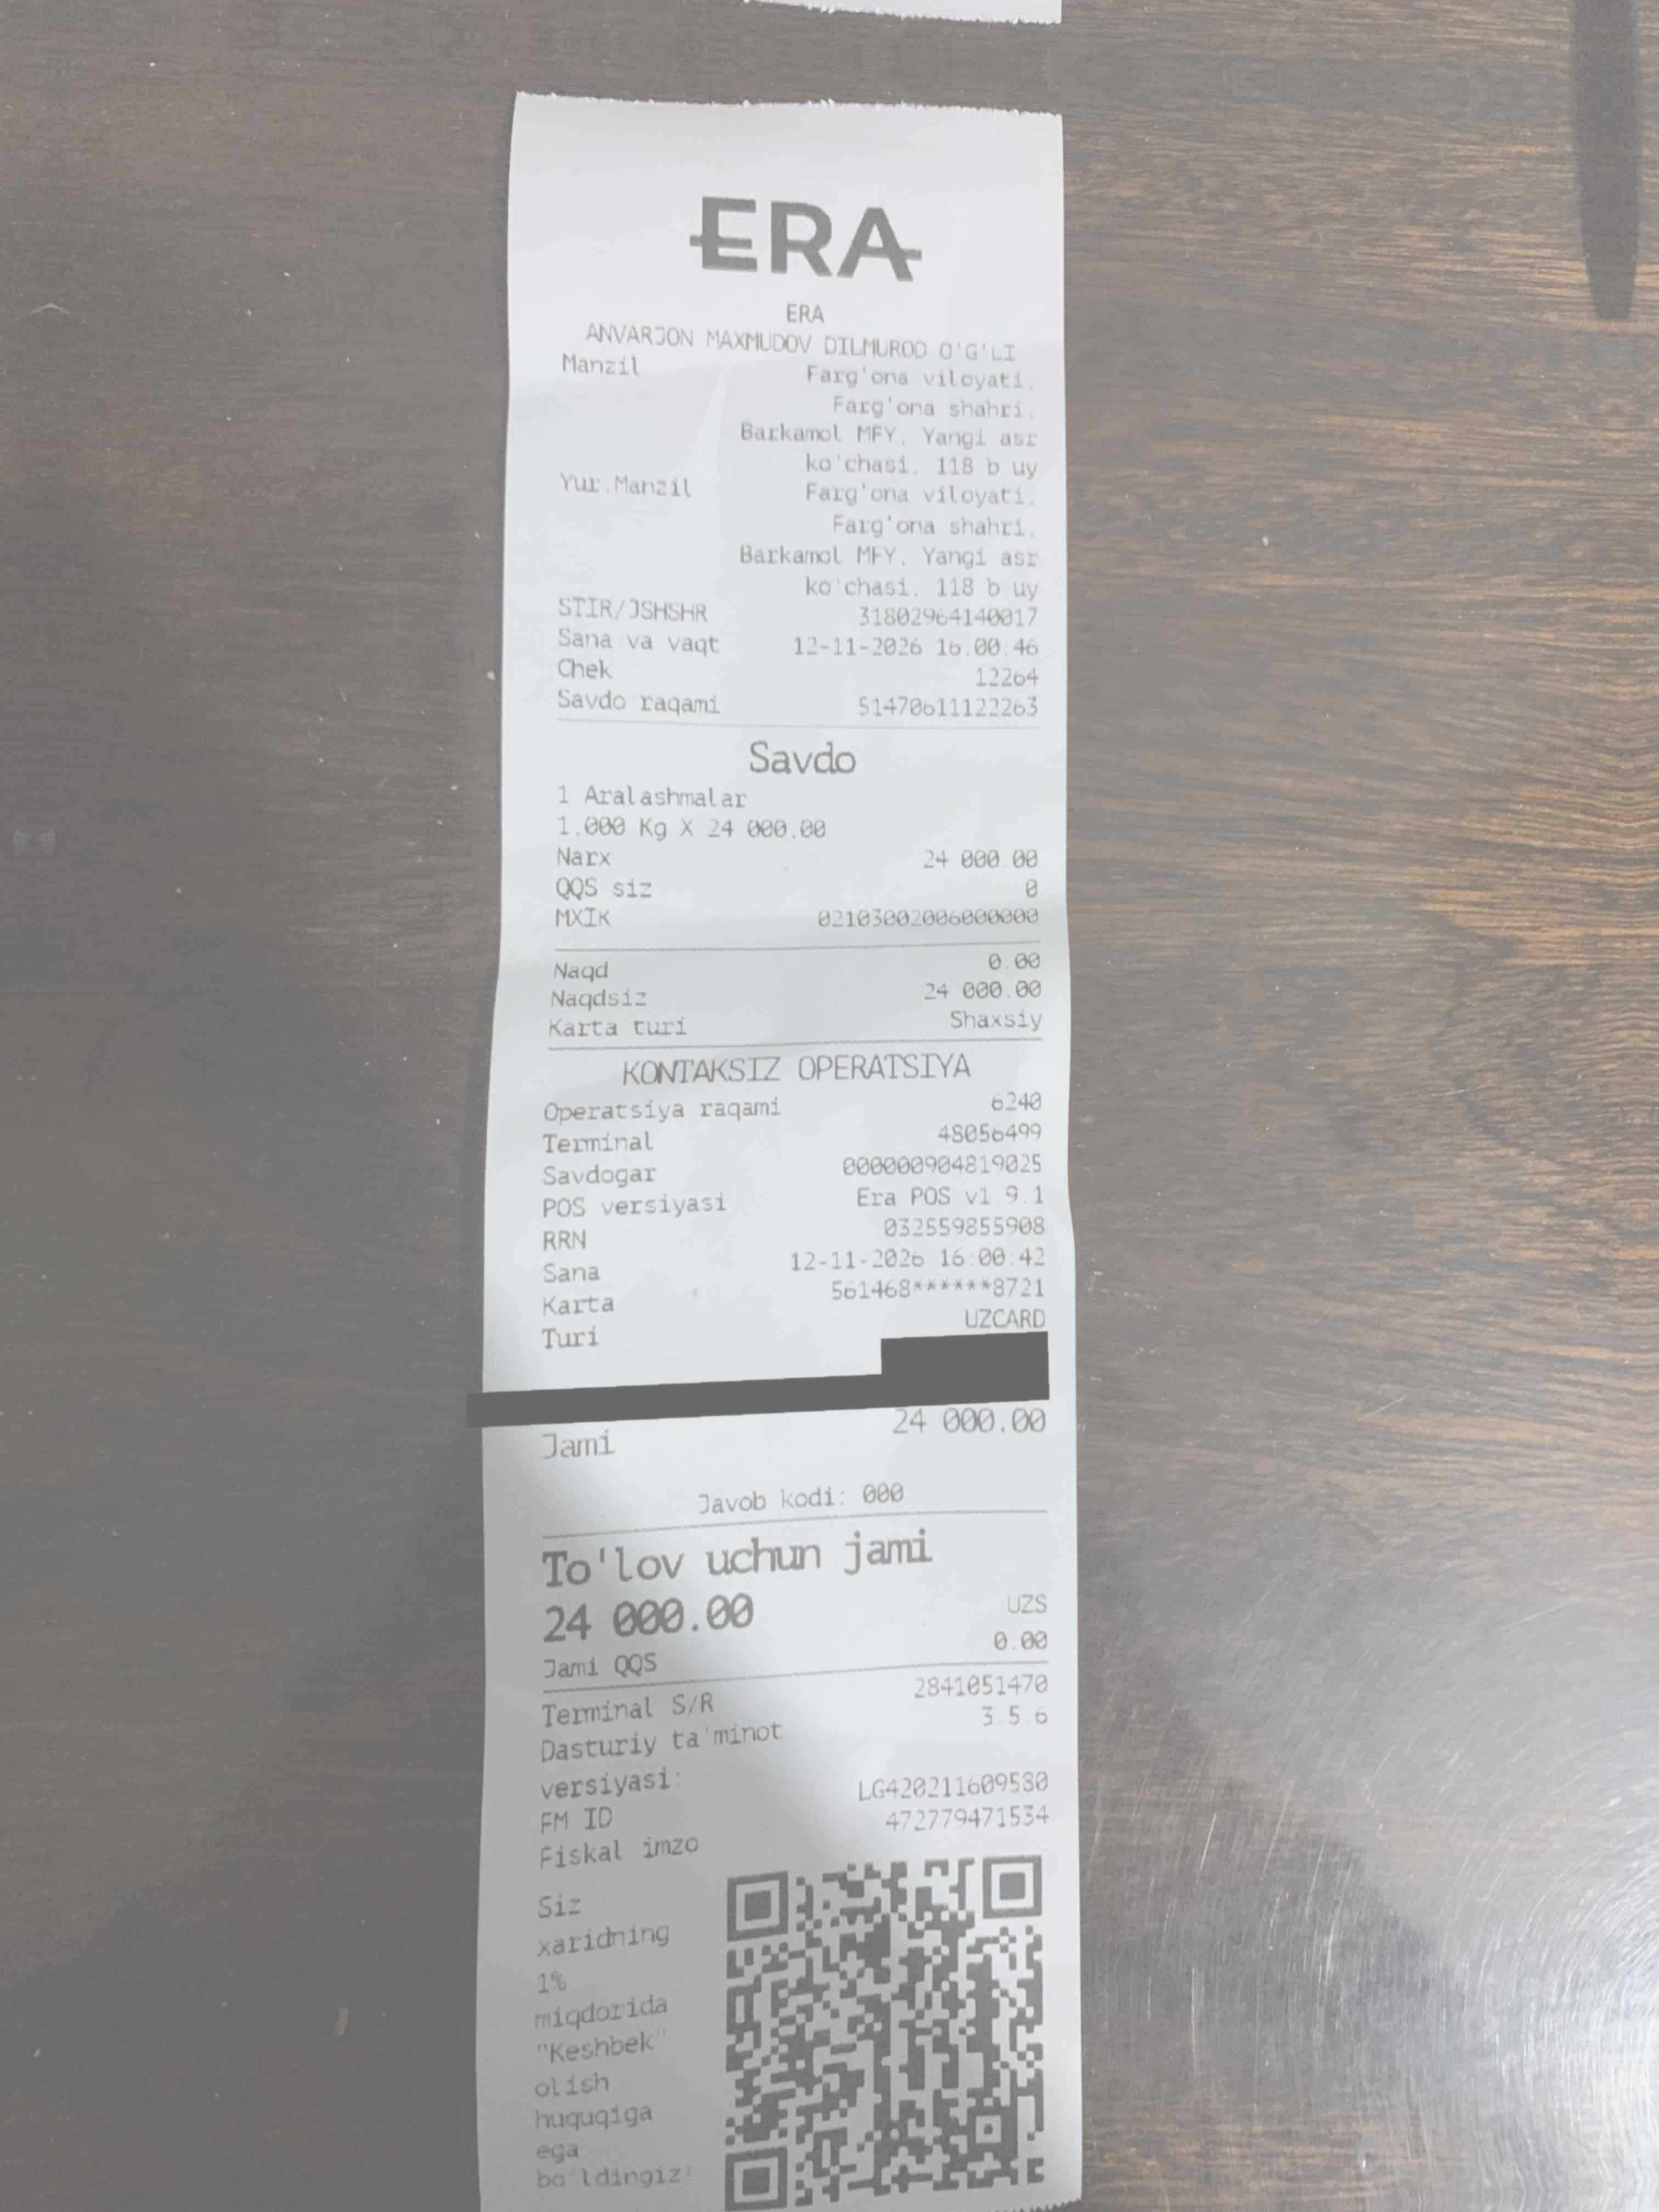 ERA
ERA
ANVARJON MAXMUDOV DILMUROD O'G'LI
Manzil Farg'ona viloyati,
Farg'ona shahri,
Barkamol MFY, Yangi asr
ko'chasi, 118 b uy
Yur.Manzil Farg'ona viloyati,
Farg'ona shahri,
Barkamol MFY, Yangi asr
ko'chasi, 118 b uy
STIR/JSHSHR 31802964140017
Sana va vaqt 12-11-2026 16:00:46
Chek 12264
Savdo raqami 51470611122263
Savdo
1 Aralashmalar
1,000 Kg X 24 000.00
Narx 24 000.00
QQS siz 0
MXIK 02103002006000000
Naqd 0.00
Naqdsiz 24 000.00
Karta turi Shaxsiy
KONTAKSIZ OPERATSIYA
Operatsiya raqami 6240
Terminal 48056499
Savdogar 000000904819025
POS versiyasi Era POS v1.9.1
RRN 032559855908
Sana 12-11-2026 16:00:42
Karta 561468******8721
Turi UZCARD
Jami 24 000.00
Javob kodi: 000
To'lov uchun jami
24 000.00 UZS
Jami QQS 0.00
Terminal S/R 2841051470
Dasturiy ta'minot 3.5.6
versiyasi:
FM ID LG420211609580
Fiskal imzo 472779471534
Siz
xaridning
1%
miqdorida
"Keshbek"
olish
huquqiga
ega
bo'ldingiz!